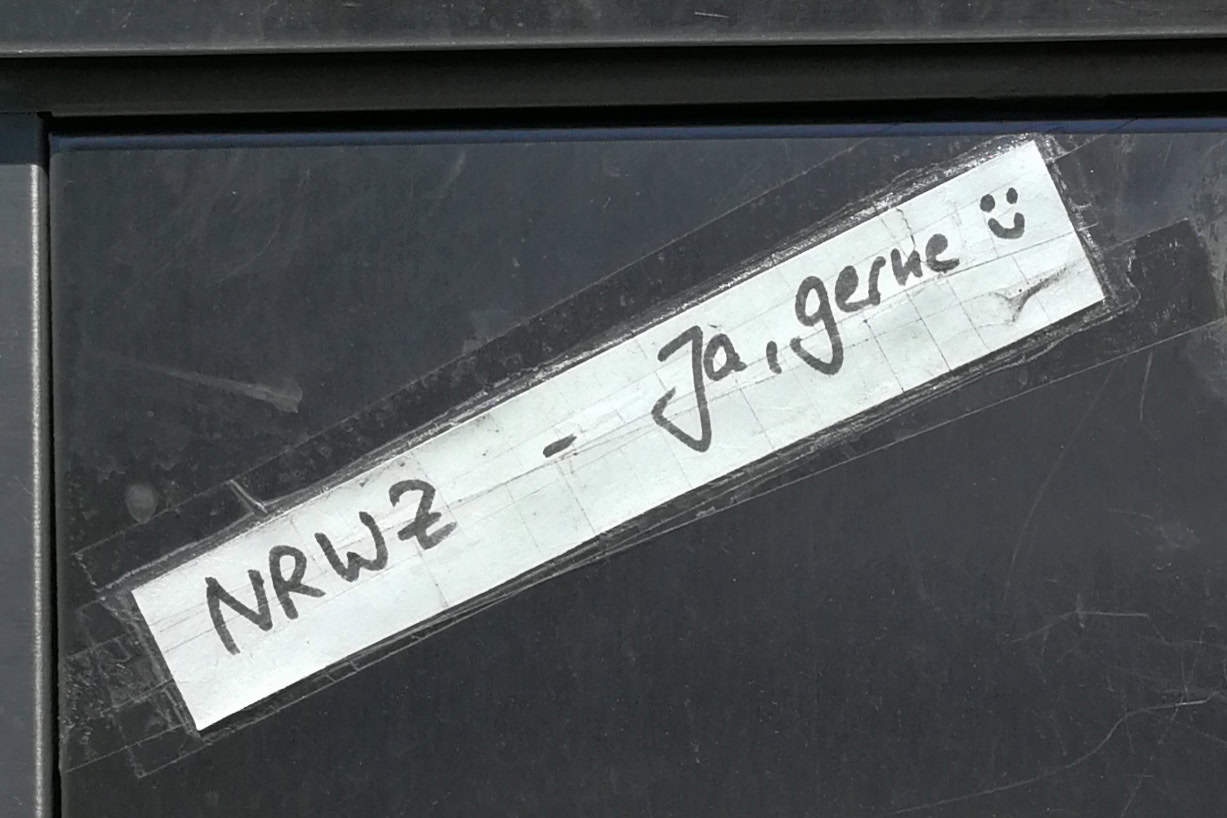 NRWZ - Ja, gerne :)